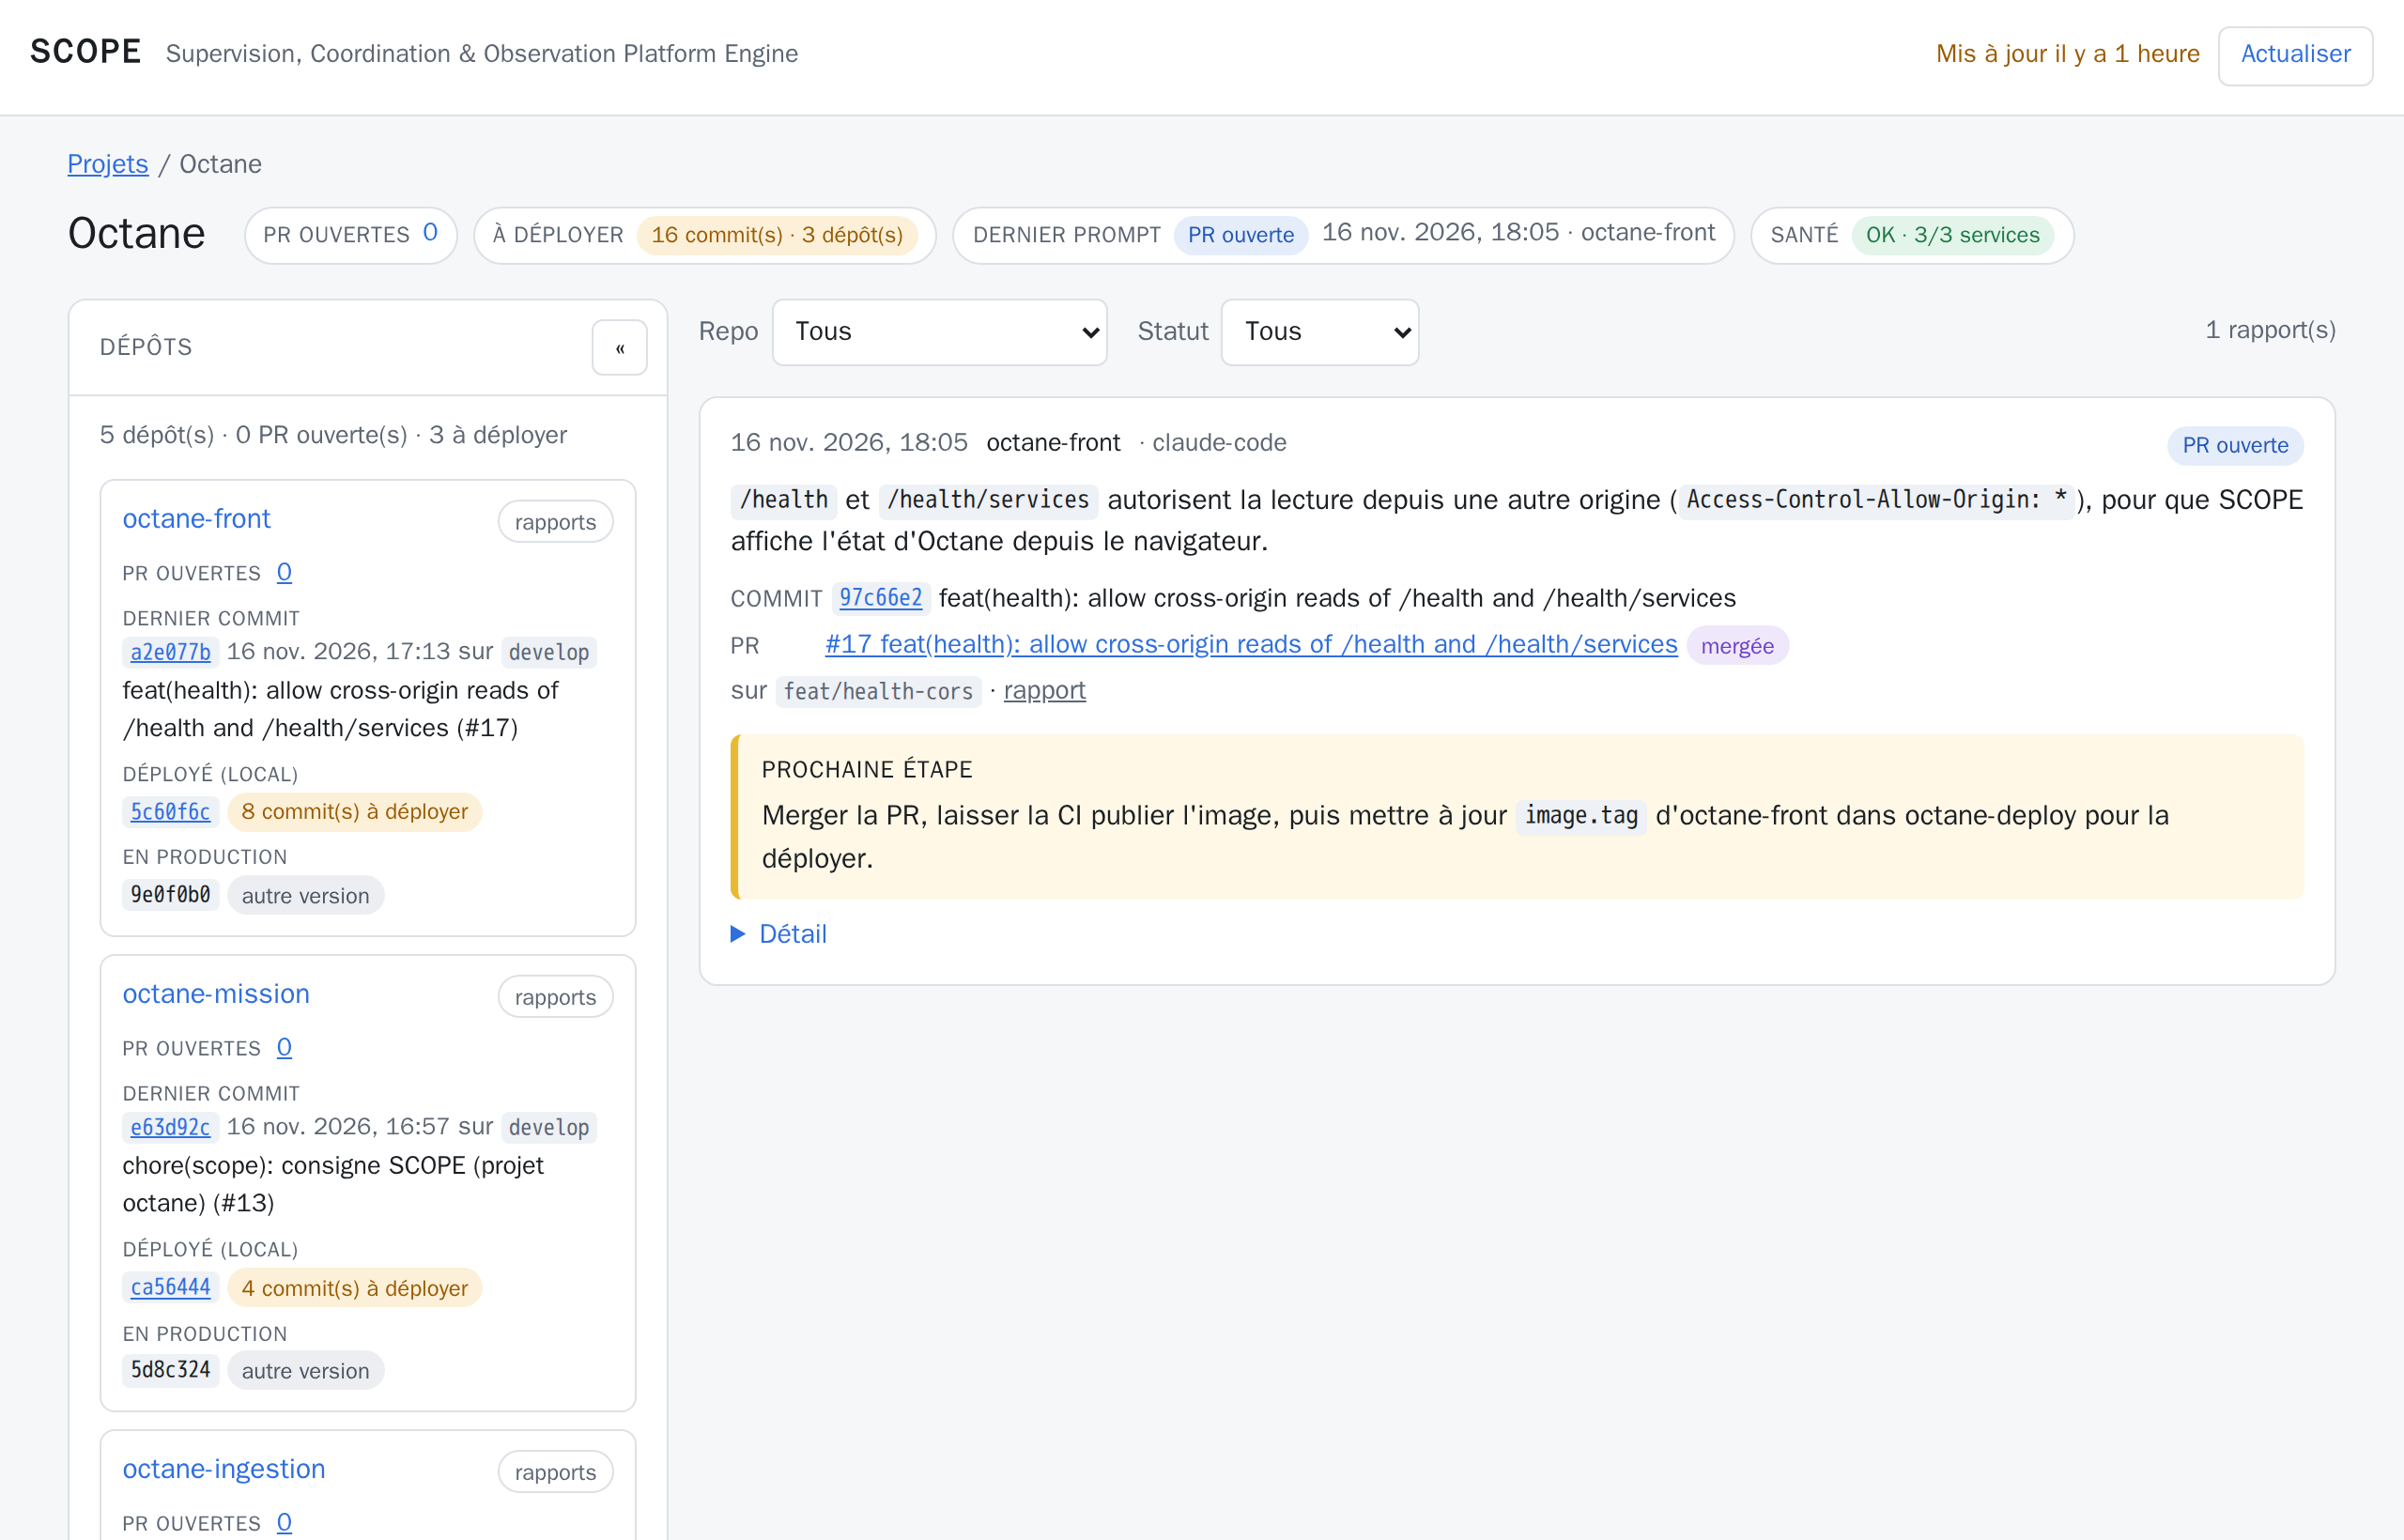 SCOPE Supervision, Coordination & Observation Platform Engine
Mis à jour il y a 1 heure Actualiser
Projets / Octane
Octane PR OUVERTES 0 À DÉPLOYER 16 commit(s) · 3 dépôt(s) DERNIER PROMPT PR ouverte 16 nov. 2026, 18:05 · octane-front SANTÉ OK · 3/3 services
DÉPÔTS «
5 dépôt(s) · 0 PR ouverte(s) · 3 à déployer
octane-front rapports
PR OUVERTES 0
DERNIER COMMIT
a2e077b 16 nov. 2026, 17:13 sur develop
feat(health): allow cross-origin reads of
/health and /health/services (#17)
DÉPLOYÉ (LOCAL)
5c60f6c 8 commit(s) à déployer
EN PRODUCTION
9e0f0b0 autre version
octane-mission rapports
PR OUVERTES 0
DERNIER COMMIT
e63d92c 16 nov. 2026, 16:57 sur develop
chore(scope): consigne SCOPE (projet
octane) (#13)
DÉPLOYÉ (LOCAL)
ca56444 4 commit(s) à déployer
EN PRODUCTION
5d8c324 autre version
octane-ingestion rapports
PR OUVERTES 0
Repo Tous Statut Tous 1 rapport(s)
16 nov. 2026, 18:05 octane-front · claude-code PR ouverte
/health et /health/services autorisent la lecture depuis une autre origine (Access-Control-Allow-Origin: *), pour que SCOPE
affiche l'état d'Octane depuis le navigateur.
COMMIT 97c66e2 feat(health): allow cross-origin reads of /health and /health/services
PR #17 feat(health): allow cross-origin reads of /health and /health/services mergée
sur feat/health-cors · rapport
PROCHAINE ÉTAPE
Merger la PR, laisser la CI publier l'image, puis mettre à jour image.tag d'octane-front dans octane-deploy pour la
déployer.
▶ Détail